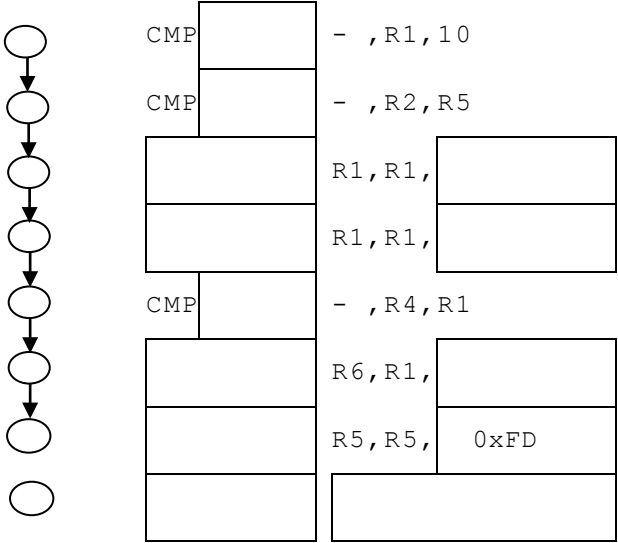 CMP - ,R1,10
CMP - ,R2,R5
R1,R1,
R1,R1,
CMP - ,R4,R1
R6,R1,
R5,R5, 0xFD